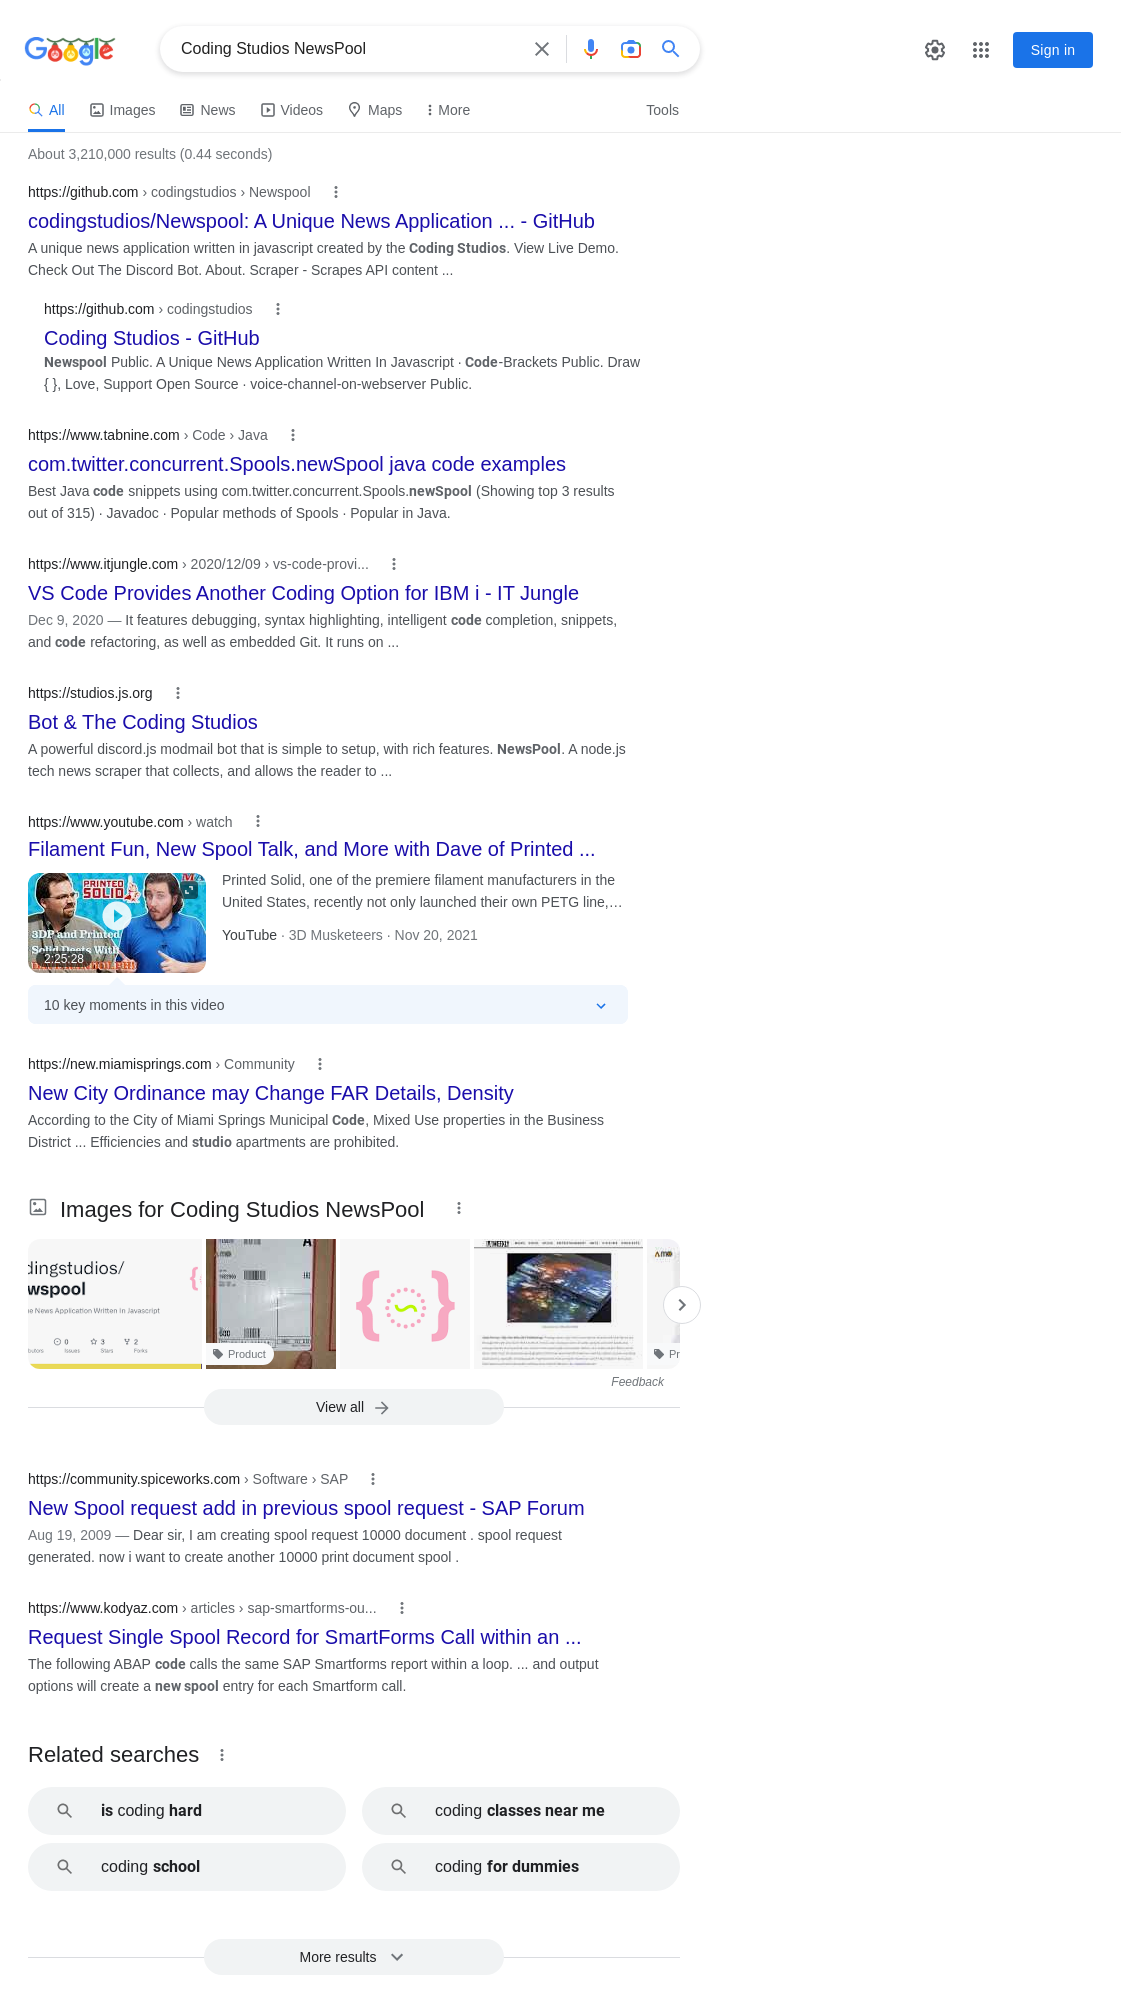 Google
Coding Studios NewsPool
Sign in
All
Images
News
Videos
Maps
More
Tools
About 3,210,000 results (0.44 seconds)
https://github.com › codingstudios › Newspool
codingstudios/Newspool: A Unique News Application ... - GitHub
A unique news application written in javascript created by the Coding Studios. View Live Demo.
Check Out The Discord Bot. About. Scraper - Scrapes API content ...
https://github.com › codingstudios
Coding Studios - GitHub
Newspool Public. A Unique News Application Written In Javascript · Code-Brackets Public. Draw
{ }, Love, Support Open Source · voice-channel-on-webserver Public.
https://www.tabnine.com › Code › Java
com.twitter.concurrent.Spools.newSpool java code examples
Best Java code snippets using com.twitter.concurrent.Spools.newSpool (Showing top 3 results
out of 315) · Javadoc · Popular methods of Spools · Popular in Java.
https://www.itjungle.com › 2020/12/09 › vs-code-provi...
VS Code Provides Another Coding Option for IBM i - IT Jungle
Dec 9, 2020 — It features debugging, syntax highlighting, intelligent code completion, snippets,
and code refactoring, as well as embedded Git. It runs on ...
https://studios.js.org
Bot & The Coding Studios
A powerful discord.js modmail bot that is simple to setup, with rich features. NewsPool. A node.js
tech news scraper that collects, and allows the reader to ...
https://www.youtube.com › watch
Filament Fun, New Spool Talk, and More with Dave of Printed ...
PRINTED
SOLID
3DP and Printed
Solid Deets With
2:25:28
Printed Solid, one of the premiere filament manufacturers in the
United States, recently not only launched their own PETG line,…
YouTube · 3D Musketeers · Nov 20, 2021
10 key moments in this video
https://new.miamisprings.com › Community
New City Ordinance may Change FAR Details, Density
According to the City of Miami Springs Municipal Code, Mixed Use properties in the Business
District ... Efficiencies and studio apartments are prohibited.
Images for Coding Studios NewsPool
dingstudios/
wspool
e News Application Written In Javascript
0
3
2
utors
Issues
Stars
Forks
AMO
A
Product
{ }
AMO
Pr
Feedback
View all
https://community.spiceworks.com › Software › SAP
New Spool request add in previous spool request - SAP Forum
Aug 19, 2009 — Dear sir, I am creating spool request 10000 document . spool request
generated. now i want to create another 10000 print document spool .
https://www.kodyaz.com › articles › sap-smartforms-ou...
Request Single Spool Record for SmartForms Call within an ...
The following ABAP code calls the same SAP Smartforms report within a loop. ... and output
options will create a new spool entry for each Smartform call.
Related searches
is coding hard
coding classes near me
coding school
coding for dummies
More results